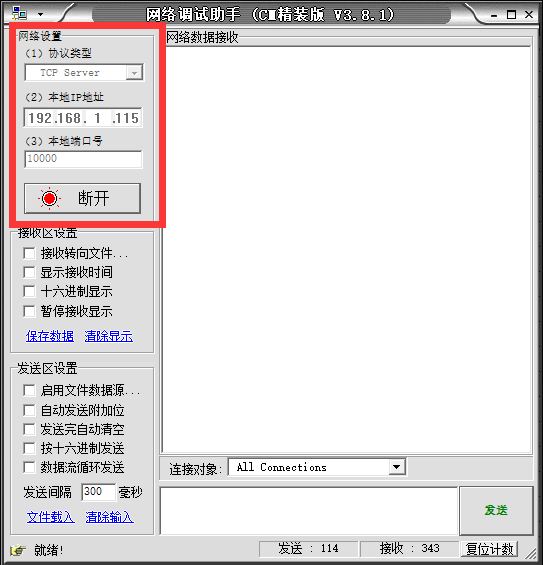 网络调试助手 (CM精装版 V3.8.1)
网络设置
(1) 协议类型
TCP Server
(2) 本地IP地址
192.168. 1 .115
(3) 本地端口号
10000
断开
接收区设置
接收转向文件...
显示接收时间
十六进制显示
暂停接收显示
保存数据 清除显示
发送区设置
启用文件数据源...
自动发送附加位
发送完自动清空
按十六进制发送
数据流循环发送
发送间隔 300 毫秒
文件载入 清除输入
网络数据接收
连接对象: All Connections
发送
就绪!
发送 : 114
接收 : 343
复位计数